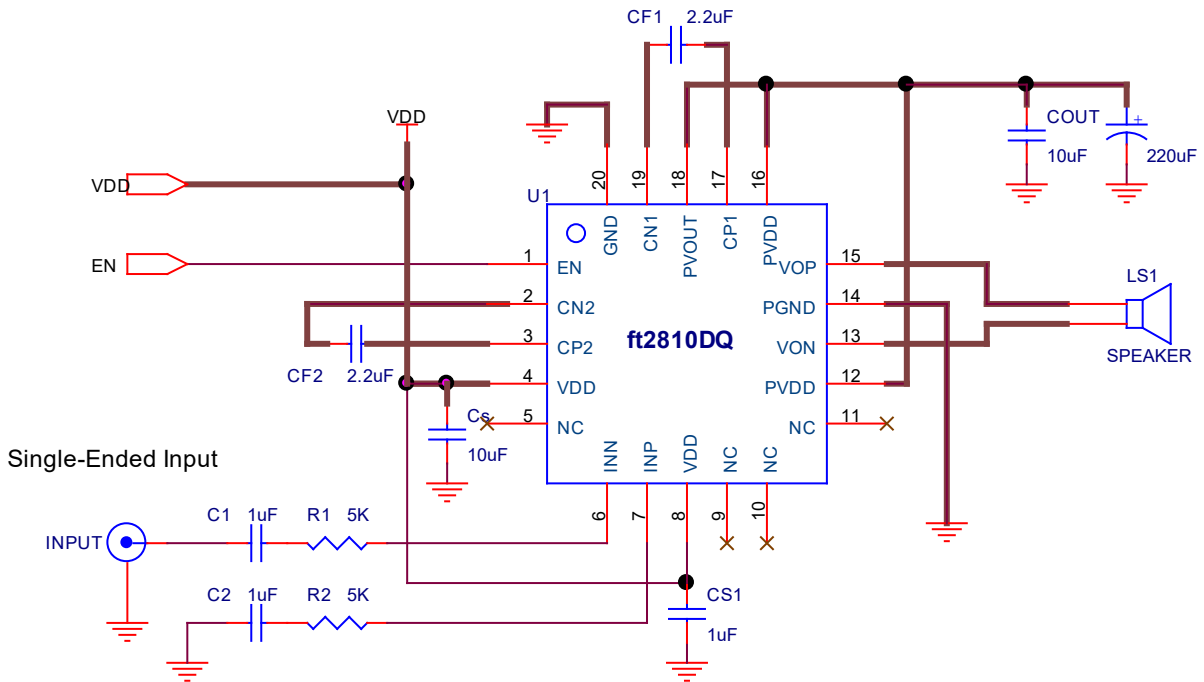 CF1 2.2uF
VDD
COUT
10uF
+
220uF
VDD
EN
20 19 18 17 16
U1
GND CN1 PVOUT CP1 PVDD
1 EN
2 CN2
3 CP2
4 VDD
5 NC
ft2810DQ
VOP 15
PGND 14
VON 13
PVDD 12
NC 11
LS1
SPEAKER
CF2 2.2uF
Cs
10uF
INN INP VDD NC NC
6 7 8 9 10
Single-Ended Input
C1 1uF R1 5K
INPUT
C2 1uF R2 5K
CS1
1uF